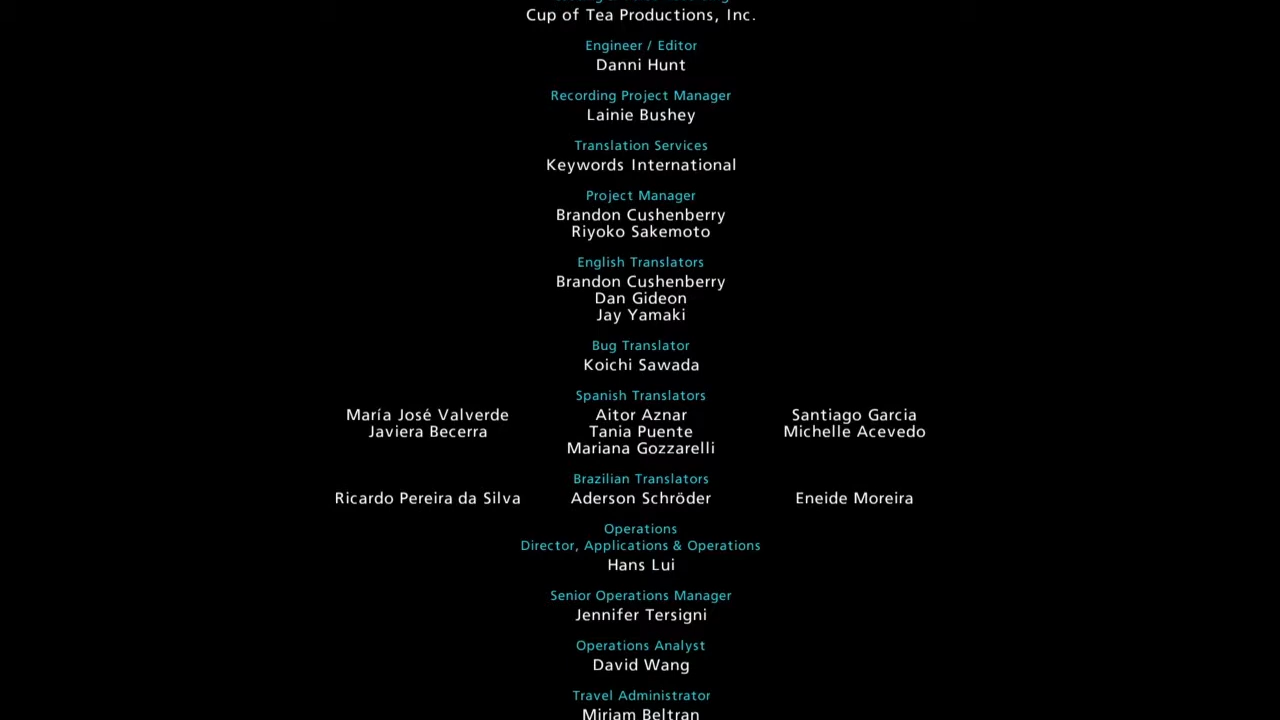 Cup of Tea Productions, Inc.
Engineer / Editor
Danni Hunt
Recording Project Manager
Lainie Bushey
Translation Services
Keywords International
Project Manager
Brandon Cushenberry
Riyoko Sakemoto
English Translators
Brandon Cushenberry
Dan Gideon
Jay Yamaki
Bug Translator
Koichi Sawada
Spanish Translators
María José Valverde Aitor Aznar Santiago Garcia
Javiera Becerra Tania Puente Michelle Acevedo
Mariana Gozzarelli
Brazilian Translators
Ricardo Pereira da Silva Aderson Schröder Eneide Moreira
Operations
Director, Applications & Operations
Hans Lui
Senior Operations Manager
Jennifer Tersigni
Operations Analyst
David Wang
Travel Administrator
Miriam Beltran